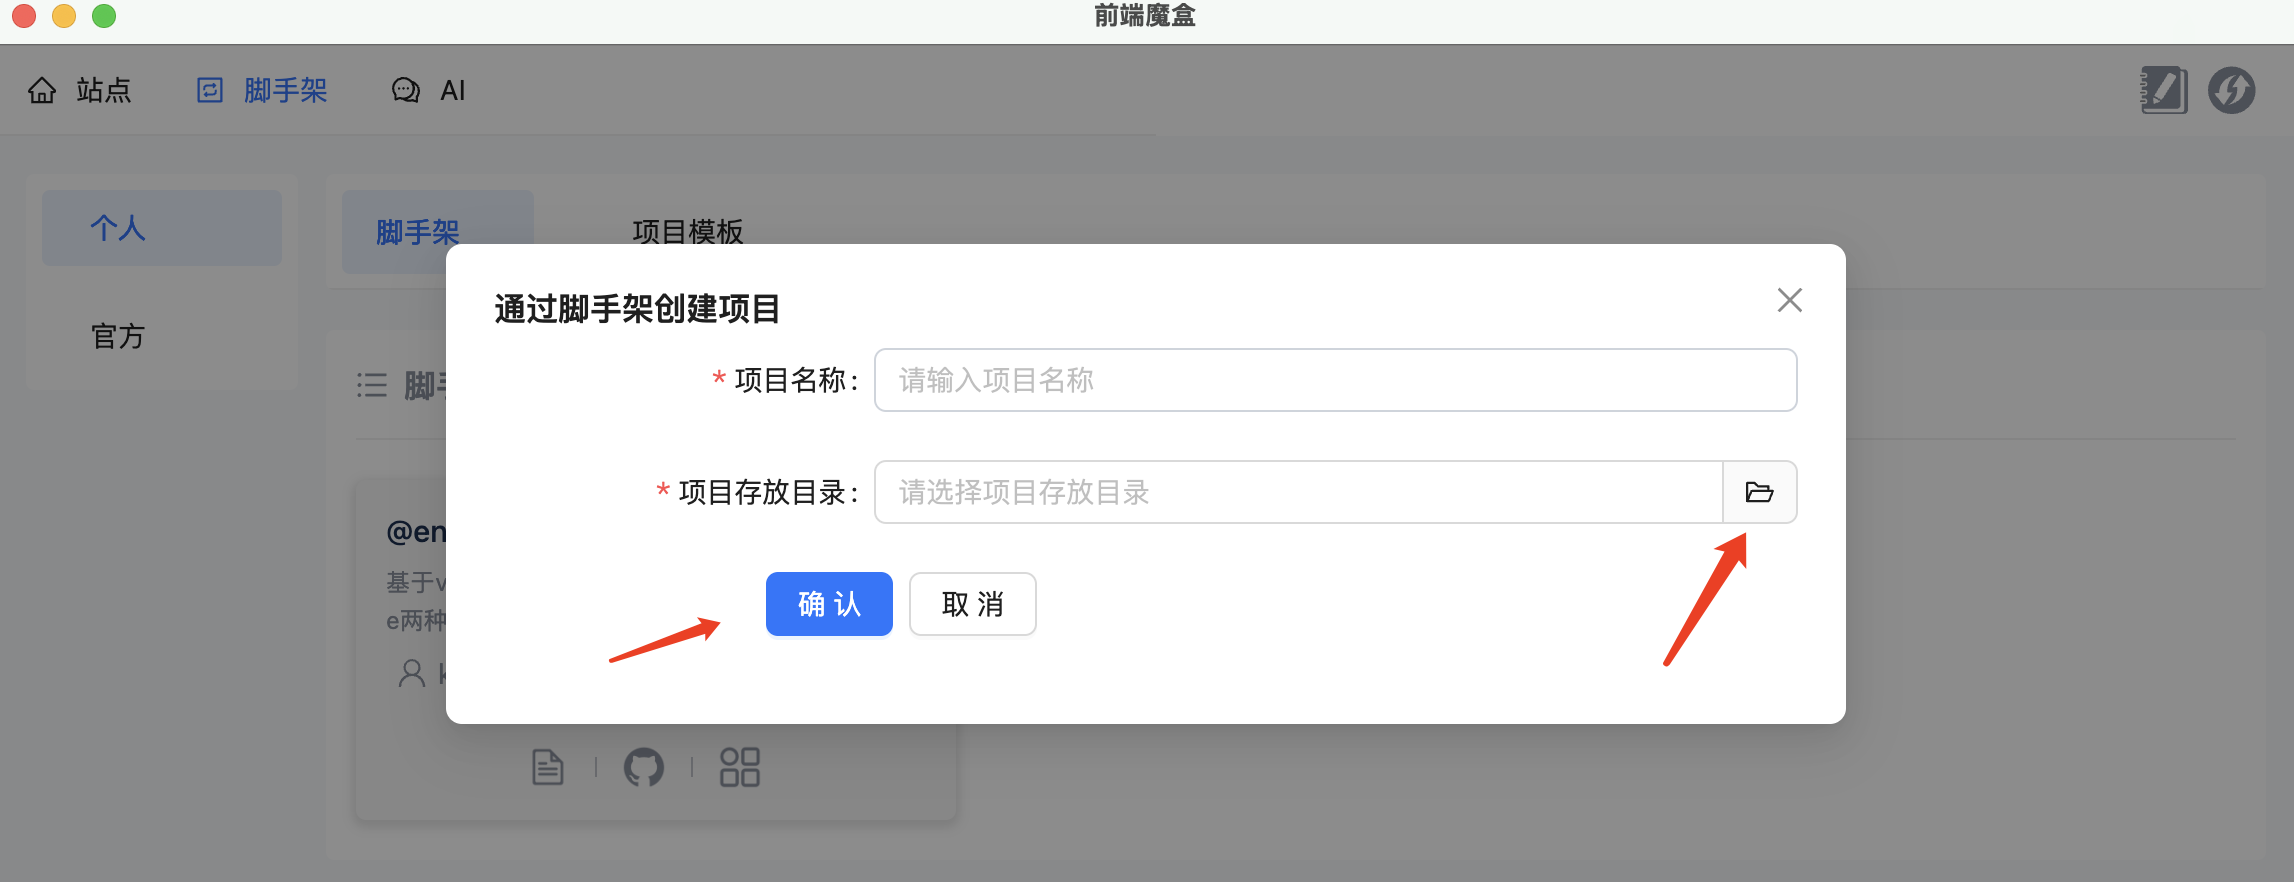 前端魔盒
站点 脚手架 AI
个人
官方
脚手架 项目模板
通过脚手架创建项目
* 项目名称:
请输入项目名称
* 项目存放目录:
请选择项目存放目录
确 认 取 消
脚
@en
基于v
e两种